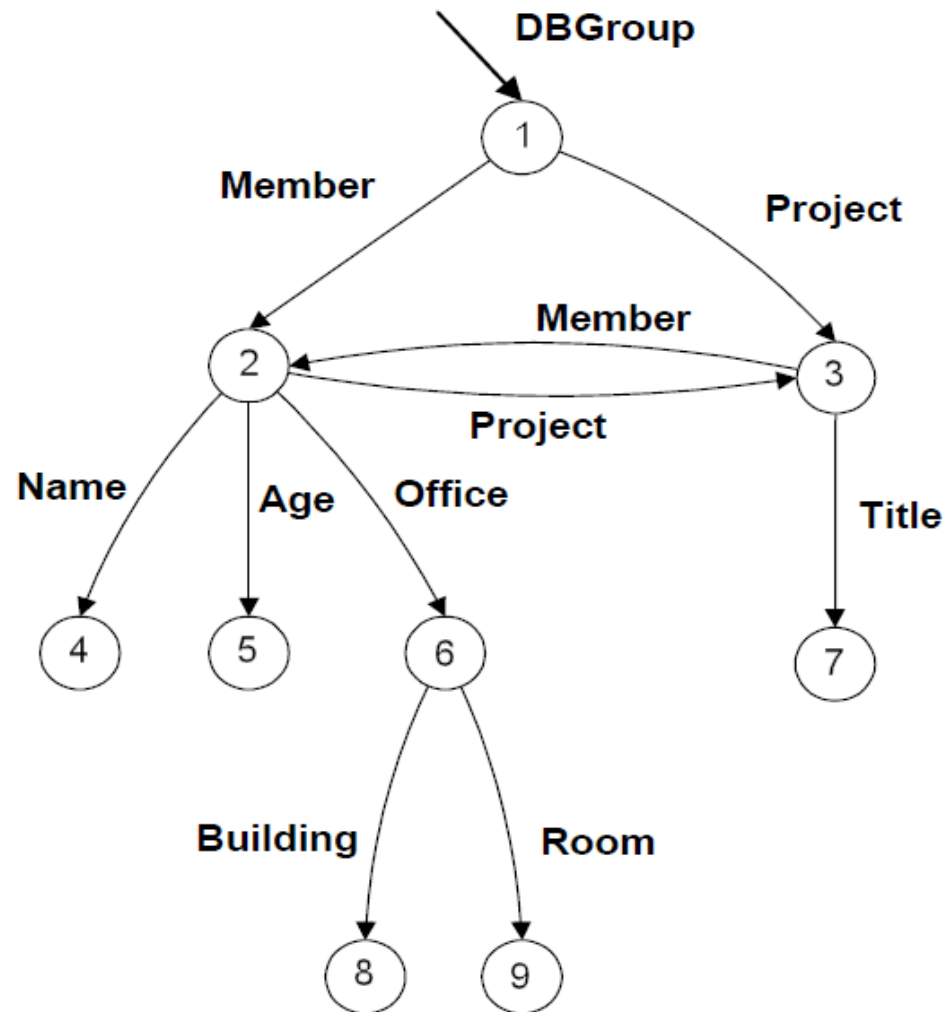 DBGroup
1
Member
Project
Member
2
3
Project
Name
Age
Office
Title
4
5
6
7
Building
Room
8
9